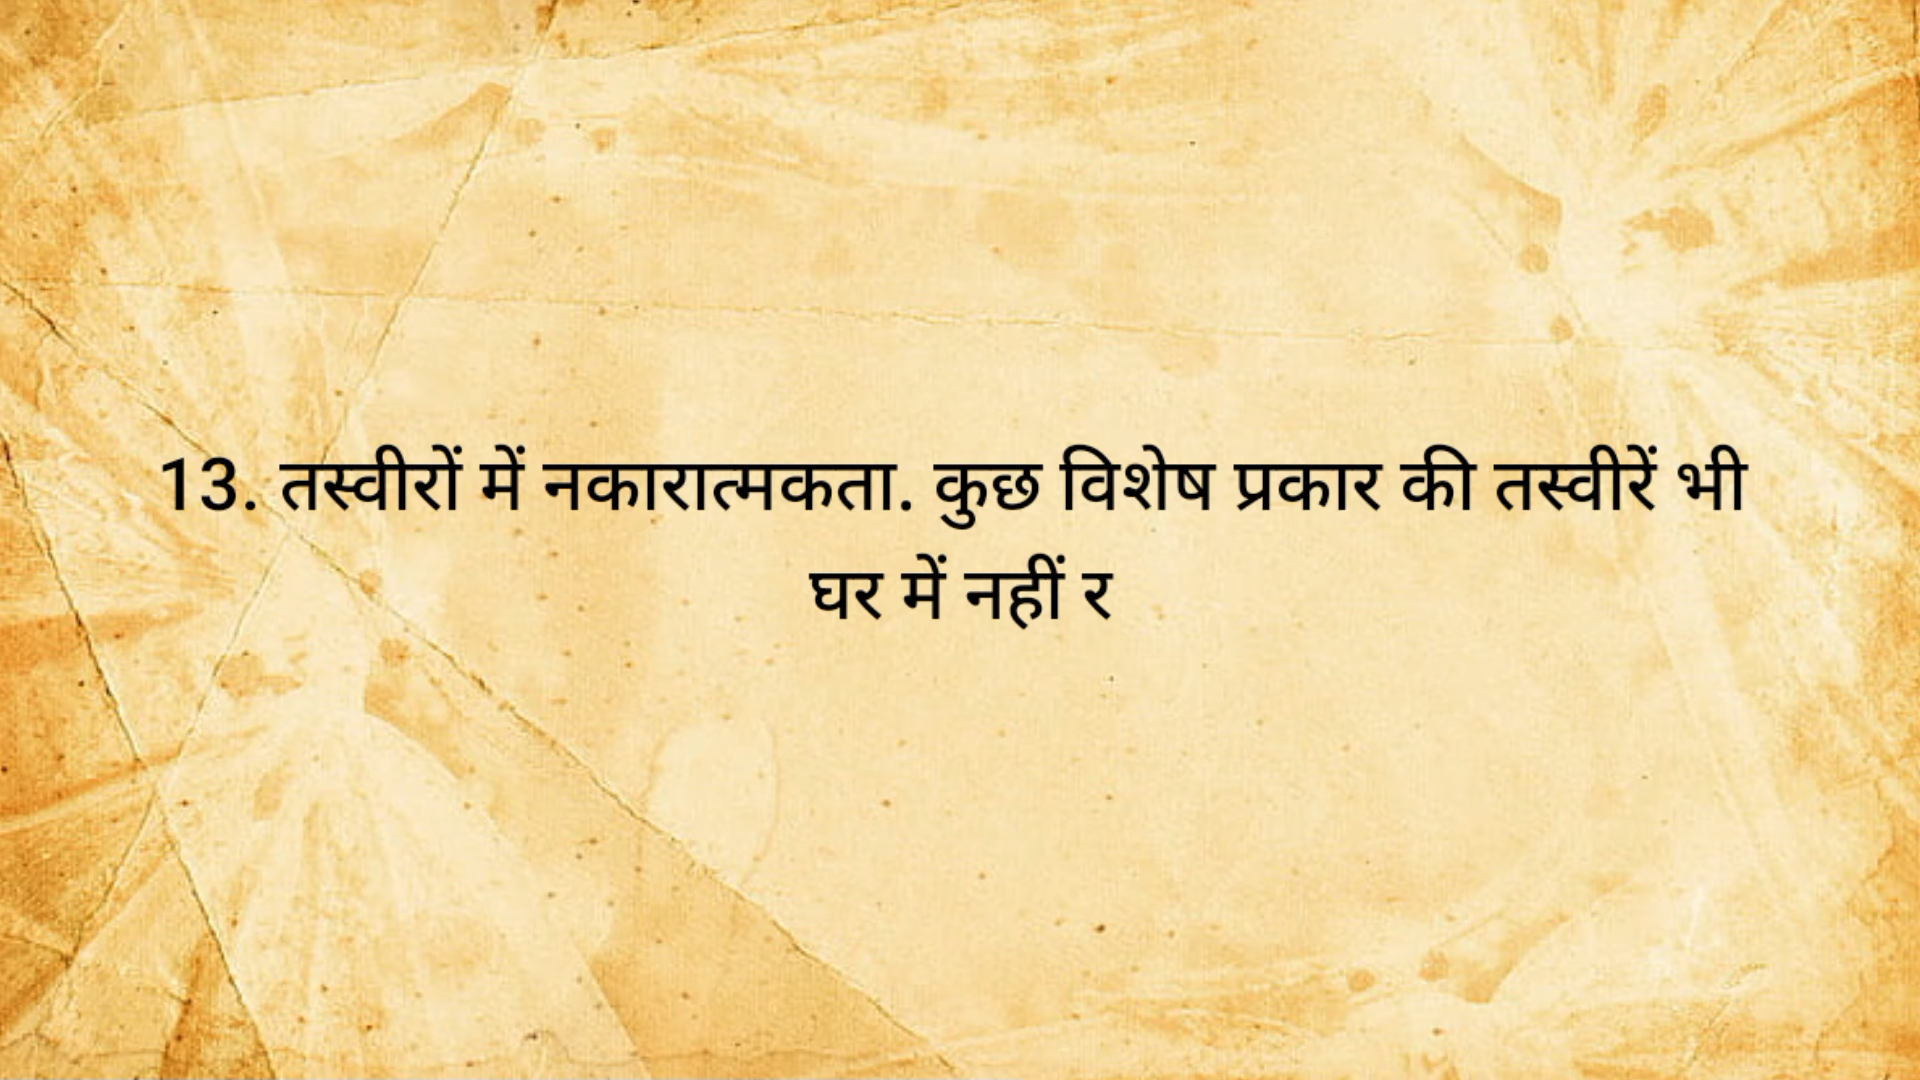 13. तस्वीरों में नकारात्मकता. कुछ विशेष प्रकार की तस्वीरें भी
घर में नहीं र